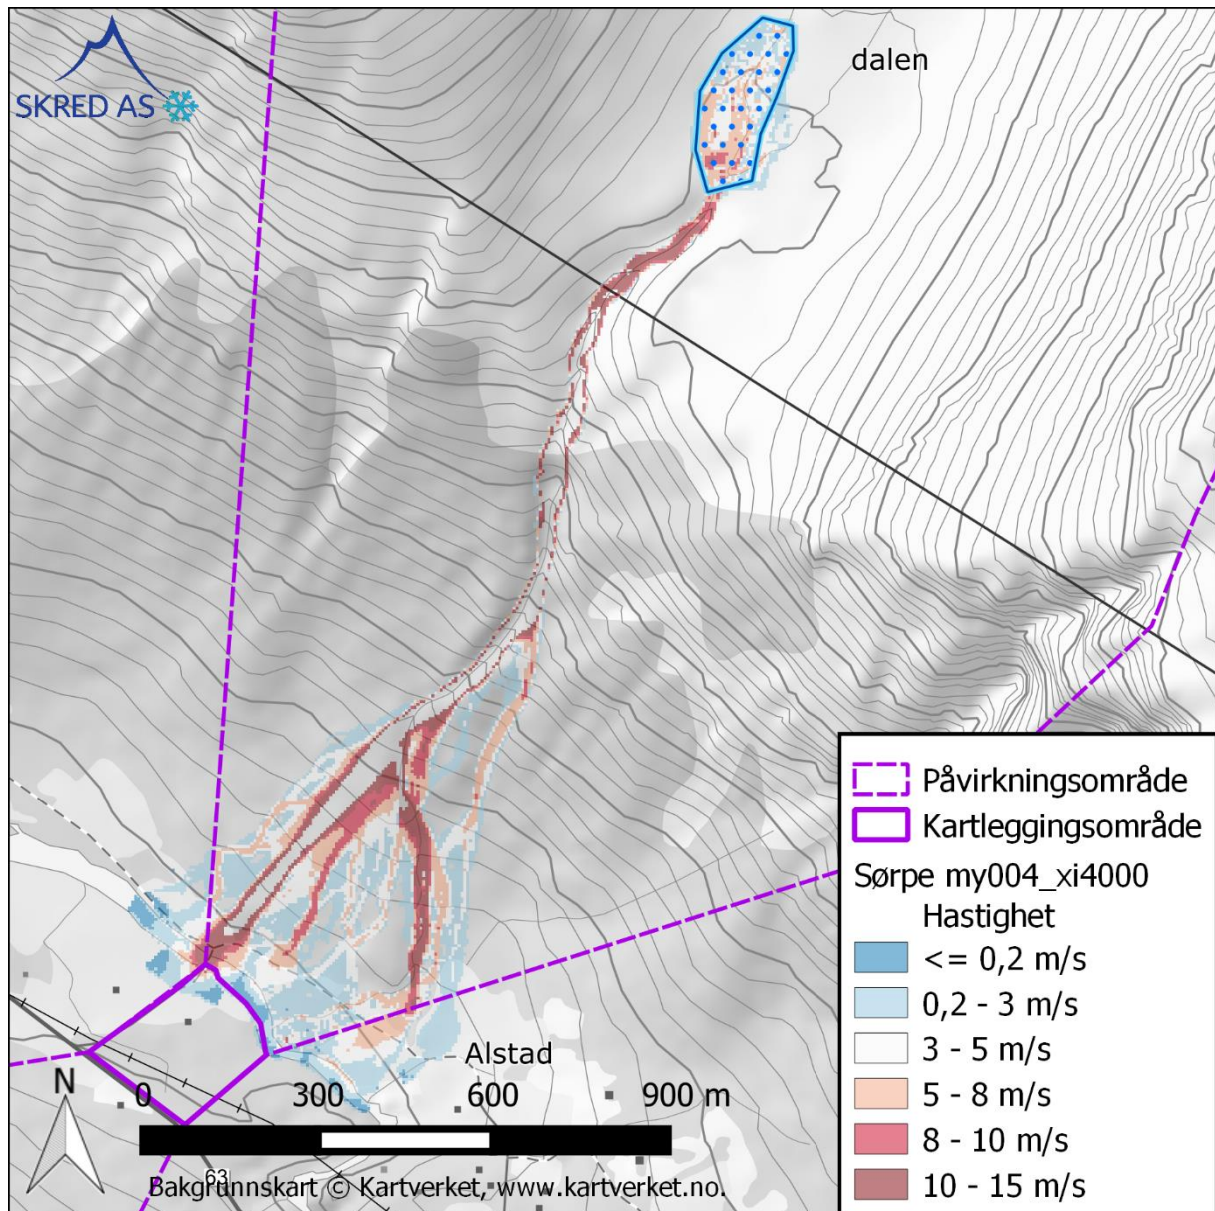 dalen
SKRED AS
Påvirkningsområde
Kartleggingsområde
Sørpe my004_xi4000
Hastighet
<= 0,2 m/s
0,2 - 3 m/s
3 - 5 m/s
5 - 8 m/s
8 - 10 m/s
10 - 15 m/s
Alstad
N
0 300 600 900 m
63
Bakgrunnskart © Kartverket, www.kartverket.no.